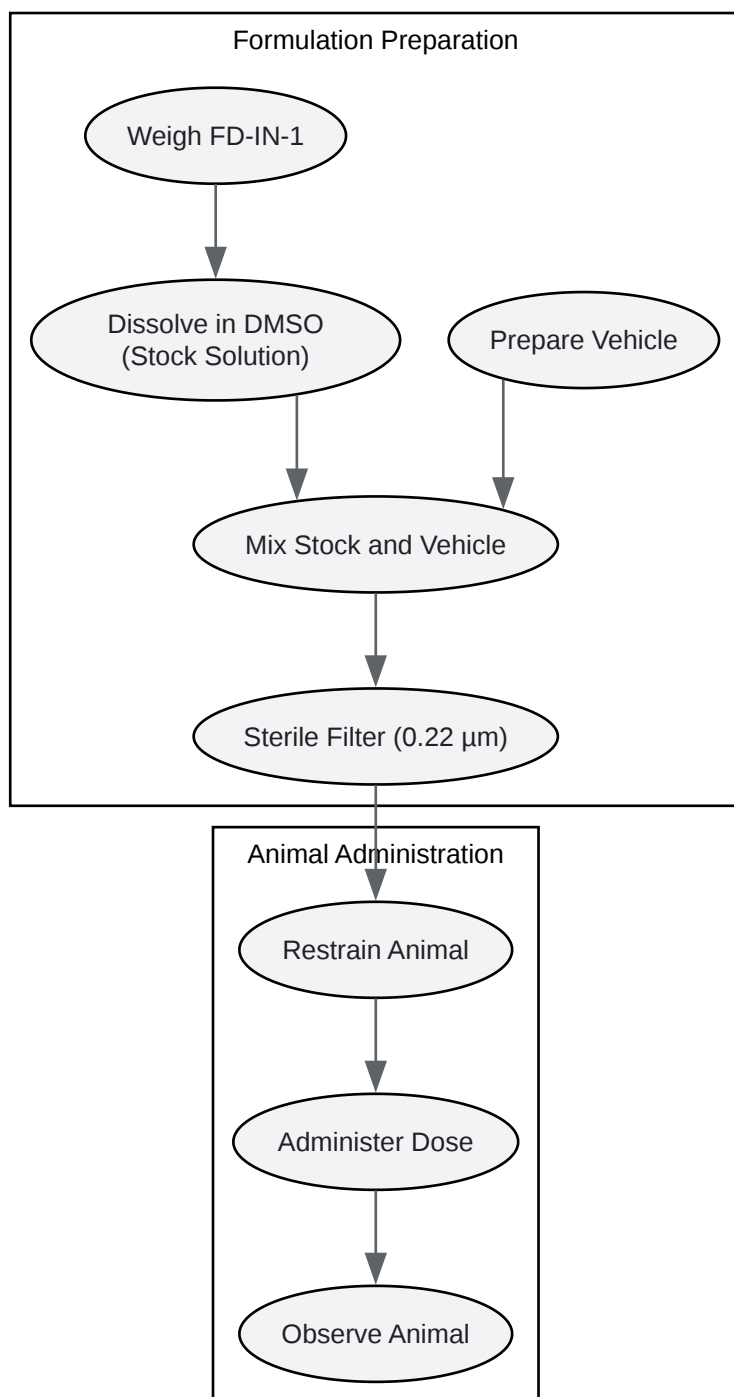 Formulation Preparation
Weigh FD-IN-1
Dissolve in DMSO
(Stock Solution)
Prepare Vehicle
Mix Stock and Vehicle
Sterile Filter (0.22 µm)
Animal Administration
Restrain Animal
Administer Dose
Observe Animal